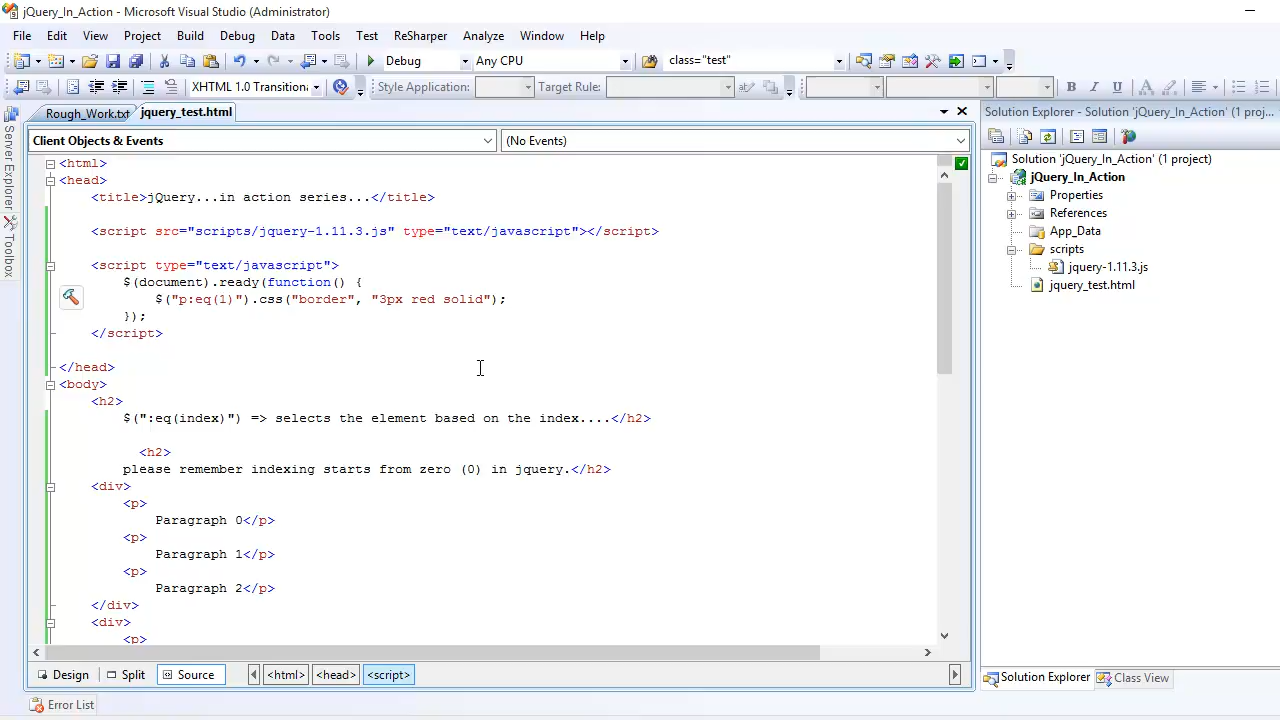 jQuery_In_Action - Microsoft Visual Studio (Administrator)
File Edit View Project Build Debug Data Tools Test ReSharper Analyze Window Help
Debug Any CPU class="test"
XHTML 1.0 Transition Style Application: Target Rule: B I U A
Rough_Work.txt jquery_test.html
Solution Explorer - Solution 'jQuery_In_Action' (1 proj...
Client Objects & Events (No Events)
Server Explorer
Toolbox
<html>
<head>
<title>jQuery...in action series...</title>
<script src="scripts/jquery-1.11.3.js" type="text/javascript"></script>
<script type="text/javascript">
$(document).ready(function() {
$("p:eq(1)").css("border", "3px red solid");
});
</script>
</head>
<body>
<h2>
$(":eq(index)") => selects the element based on the index....</h2>
<h2>
please remember indexing starts from zero (0) in jquery.</h2>
<div>
<p>
Paragraph 0</p>
<p>
Paragraph 1</p>
<p>
Paragraph 2</p>
</div>
<div>
<p>
Solution 'jQuery_In_Action' (1 project)
jQuery_In_Action
Properties
References
App_Data
scripts
jquery-1.11.3.js
jquery_test.html
Design Split Source <html> <head> <script>
Solution Explorer Class View
Error List